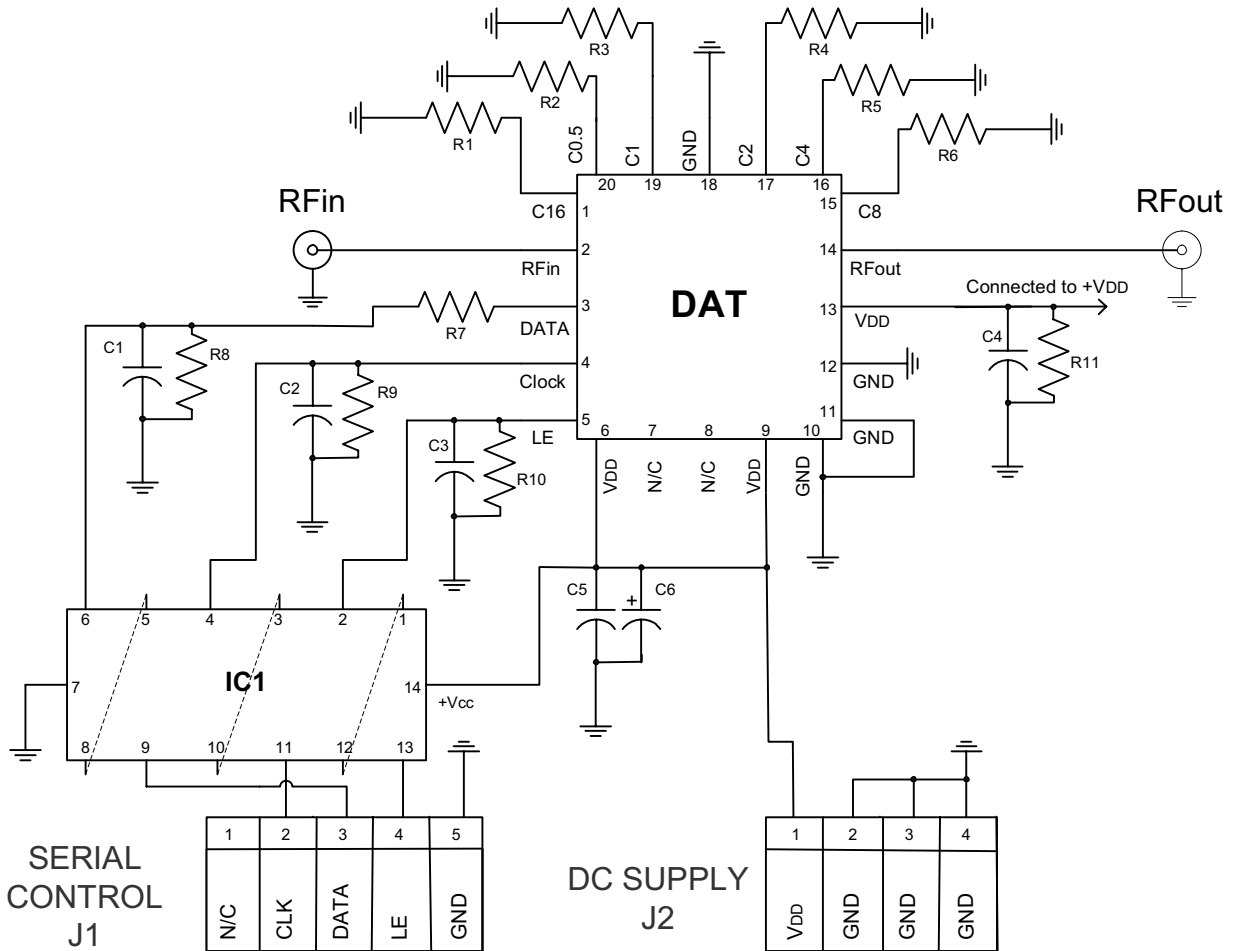 R3
R4
R2
R5
R1
R6
C0.5
C1
GND
C2
C4
20
19
18
17
16
15
RFin
C16
1
C8
RFout
2
14
RFin
RFout
DAT
Connected to +VDD
3
13
R7
DATA
VDD
C1
R8
C4
R11
4
12
C2
R9
Clock
GND
5
11
LE
GND
6
7
8
9
10
C3
R10
VDD
N/C
N/C
VDD
GND
C5
+
C6
6
5
4
3
2
1
7
IC1
14
+Vcc
8
9
10
11
12
13
1
2
3
4
5
1
2
3
4
SERIAL
CONTROL
J1
N/C
CLK
DATA
LE
GND
DC SUPPLY
J2
VDD
GND
GND
GND